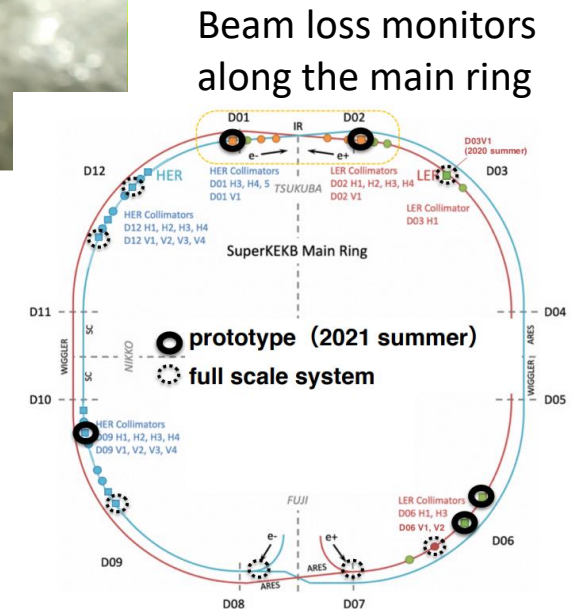 Beam loss monitors
along the main ring
D01
IR
D02
e-
e+
D03V1
(2020 summer)
D12
HER
HER Collimators
D01 H3, H4, 5
D01 V1
TSUKUBA
LER Collimators
D02 H1, H2, H3, H4
D02 V1
LER
D03
LER Collimator
D03 H1
HER Collimators
D12 H1, H2, H3, H4
D12 V1, V2, V3, V4
SuperKEKB Main Ring
D11
D04
WIGGLER
SC
SC
NIKKO
prototype（2021 summer）
full scale system
ARES
WIGGLER
D10
D05
HER Collimators
D09 H1, H2, H3, H4
D09 V1, V2, V3, V4
FUJI
LER Collimators
D06 H1, H3
D06 V1, V2
D06
e-
e+
D09
ARES
ARES
D08
D07